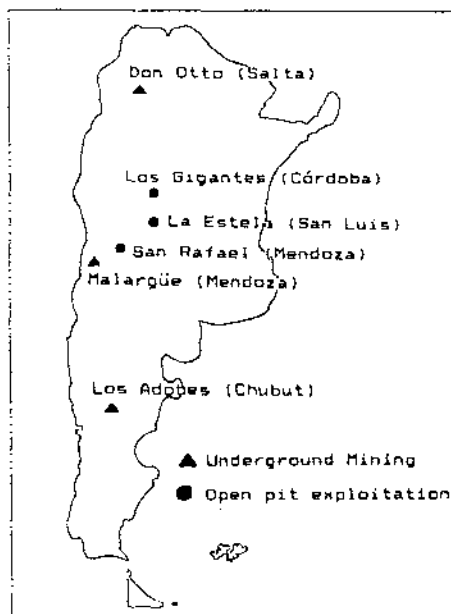 Don Otto (Salta)
Los Gigantes (Córdoba)
La Estela (San Luis)
San Rafael (Mendoza)
Malargüe (Mendoza)
Los Adobes (Chubut)
Underground Mining
Open pit exploitation